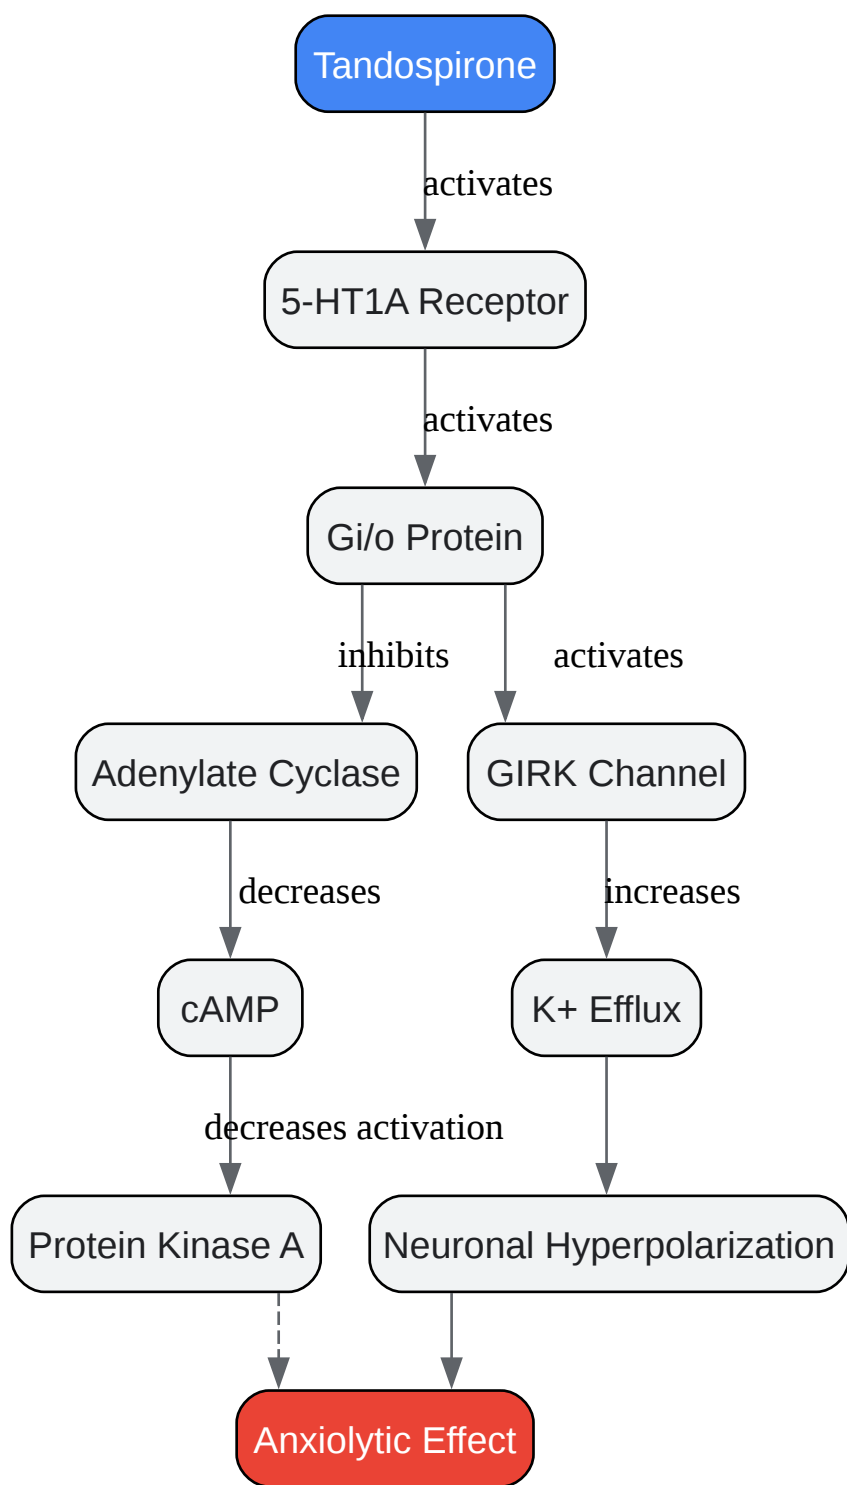 Tandospirone
activates
5-HT1A Receptor
activates
Gi/o Protein
inhibits
activates
Adenylate Cyclase
GIRK Channel
decreases
increases
cAMP
K+ Efflux
decreases activation
Protein Kinase A
Neuronal Hyperpolarization
Anxiolytic Effect